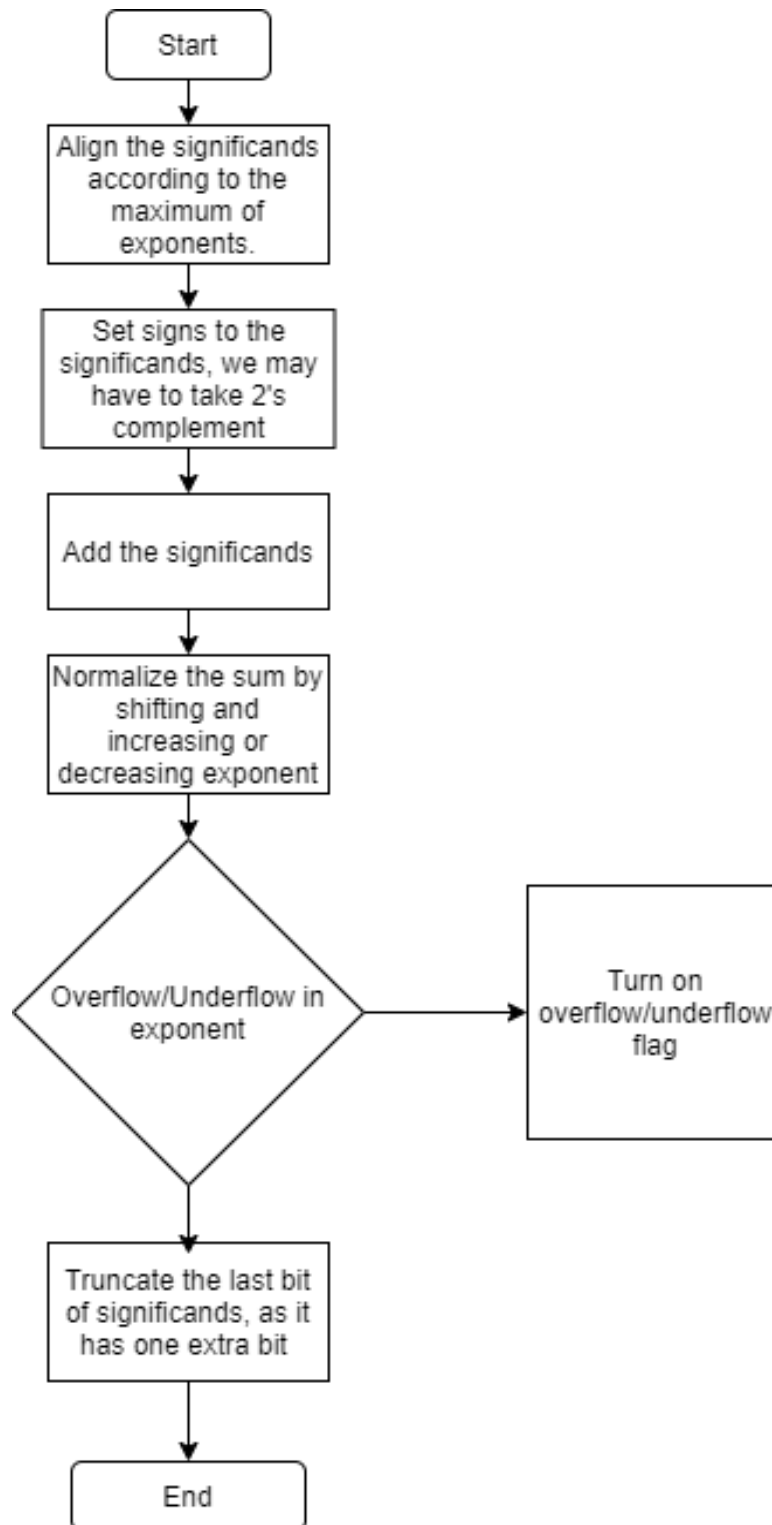 Start
Align the significands
according to the
maximum of
exponents.
Set signs to the
significands, we may
have to take 2's
complement
Add the significands
Normalize the sum by
shifting and
increasing or
decreasing exponent
Overflow/Underflow in
exponent
Turn on
overflow/underflow
flag
Truncate the last bit
of significands, as it
has one extra bit
End